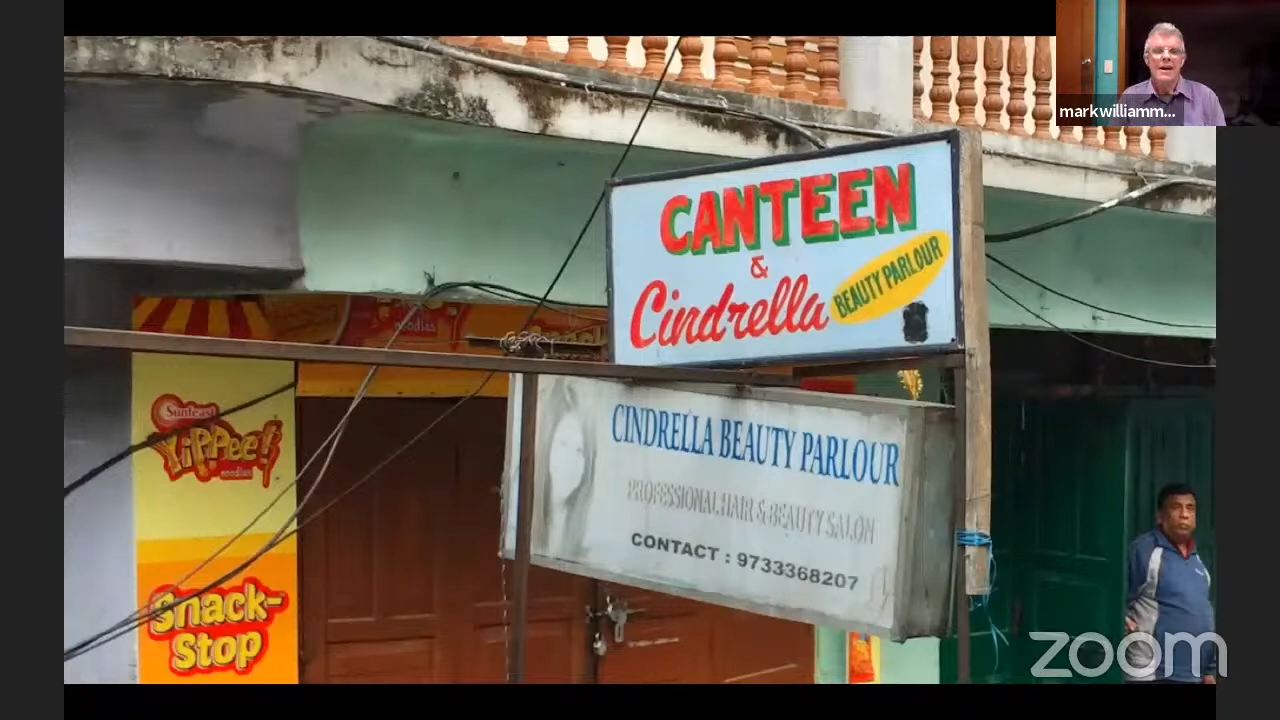 markwilliamm...
CANTEEN
&
Cindrella
BEAUTY PARLOUR
noodles
CINDRELLA BEAUTY PARLOUR
PROFESSIONAL HAIR & BEAUTY SALON
CONTACT : 9733368207
Sunfeast
YiPPee!
noodles
Snack-
Stop
zoom